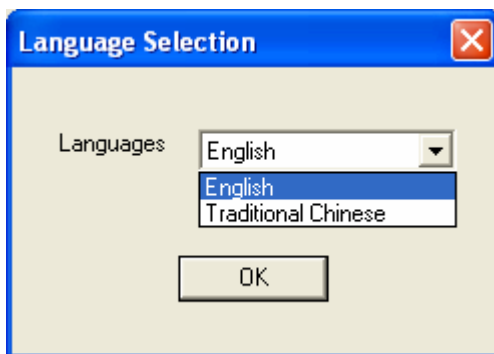 Language Selection
Languages English
English
Traditional Chinese
OK